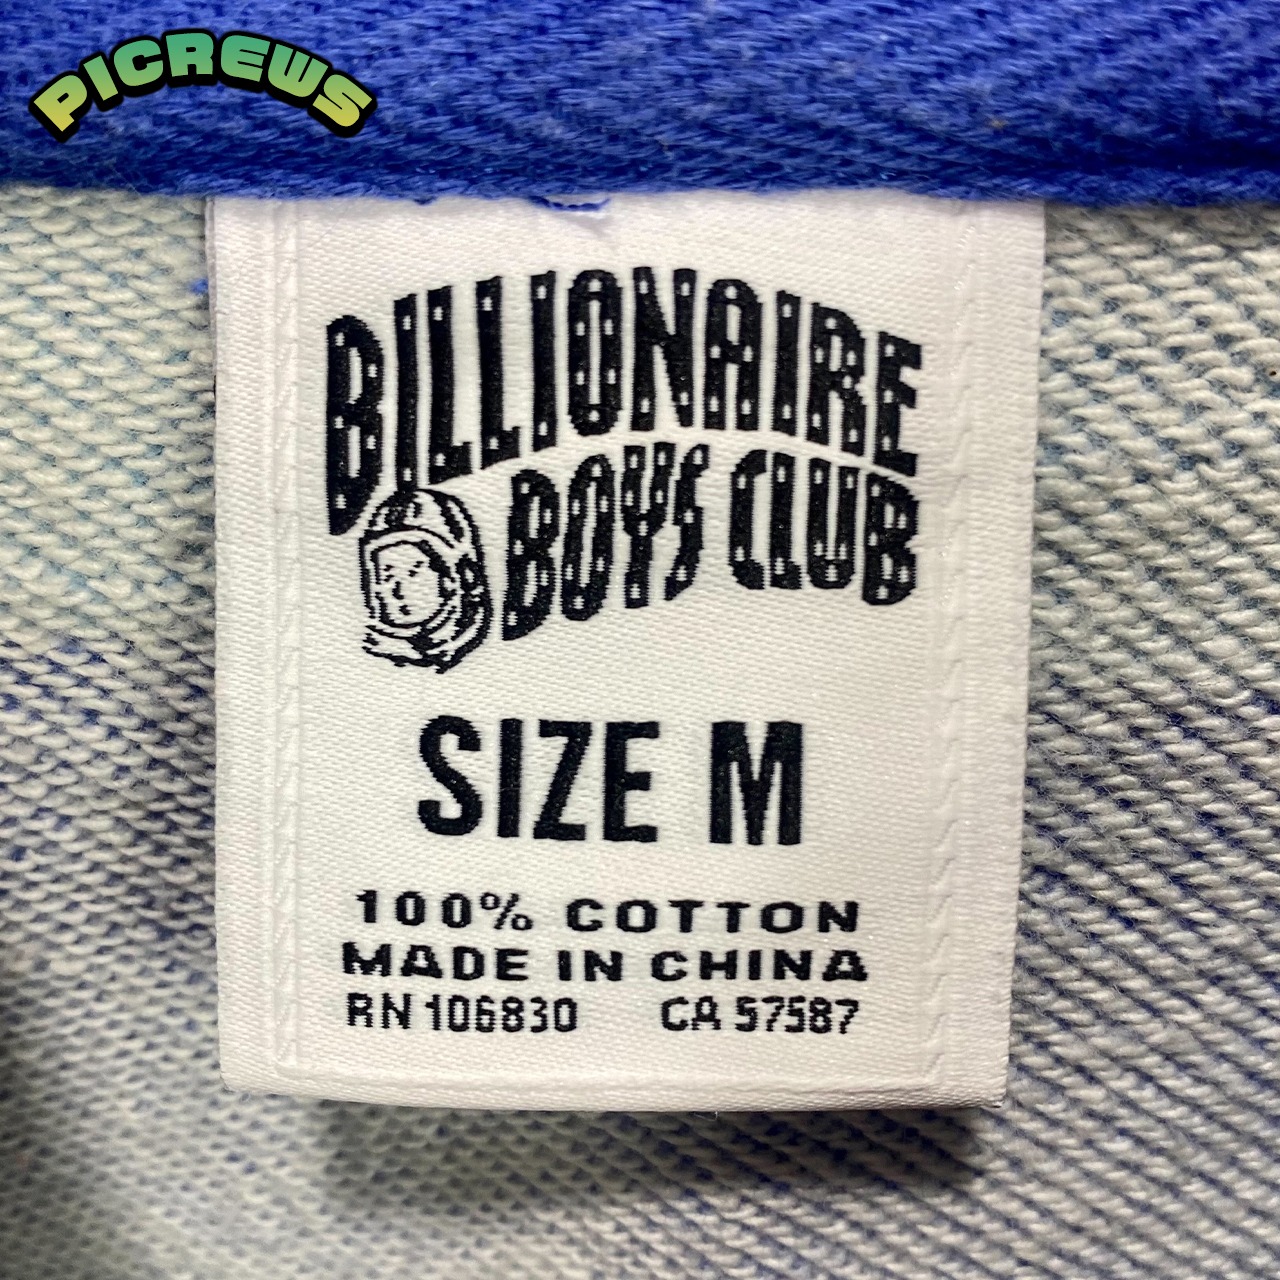 PICREWS
BILLIONAIRE
BOYS CLUB
SIZE M
100% COTTON
MADE IN CHINA
RN 106830 CA 57587